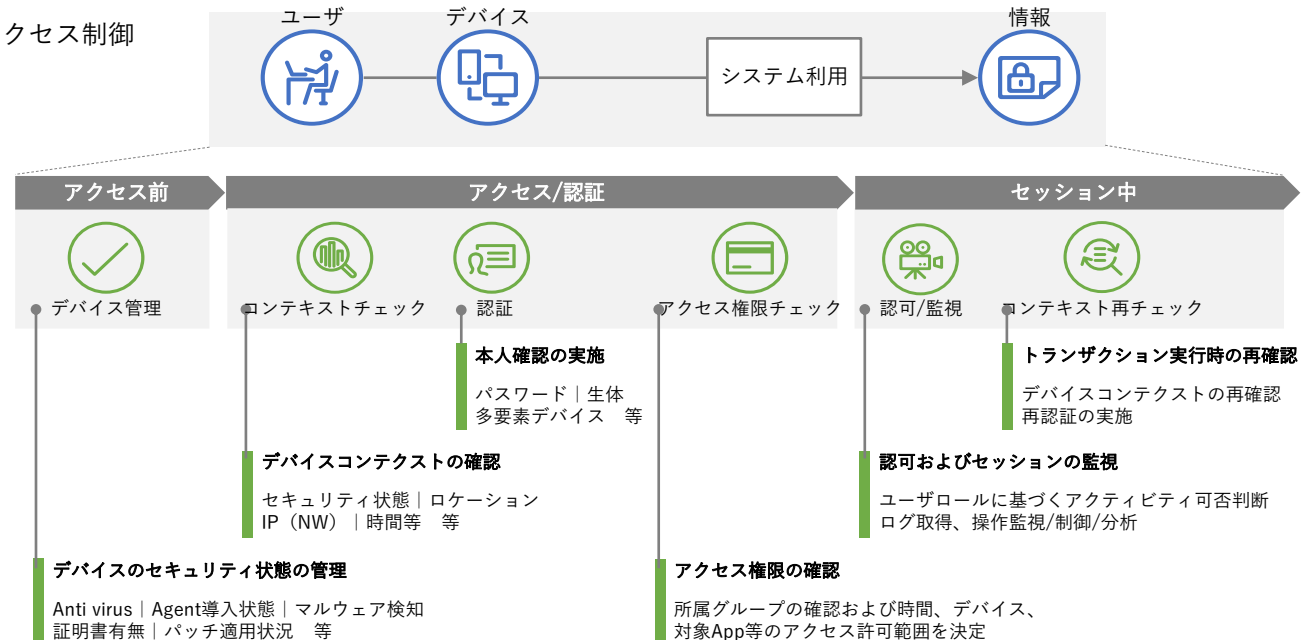 クセス制御
ユーザ
デバイス
情報
システム利用
アクセス前
アクセス/認証
セッション中
デバイス管理
コンテキストチェック
認証
アクセス権限チェック
認可/監視
コンテキスト再チェック
本人確認の実施
パスワード｜生体
多要素デバイス　等
トランザクション実行時の再確認
デバイスコンテクストの再確認
再認証の実施
デバイスコンテクストの確認
セキュリティ状態｜ロケーション
IP（NW）｜時間等　等
認可およびセッションの監視
ユーザロールに基づくアクティビティ可否判断
ログ取得、操作監視/制御/分析
デバイスのセキュリティ状態の管理
Anti virus｜Agent導入状態｜マルウェア検知
証明書有無｜パッチ適用状況　等
アクセス権限の確認
所属グループの確認および時間、デバイス、
対象App等のアクセス許可範囲を決定